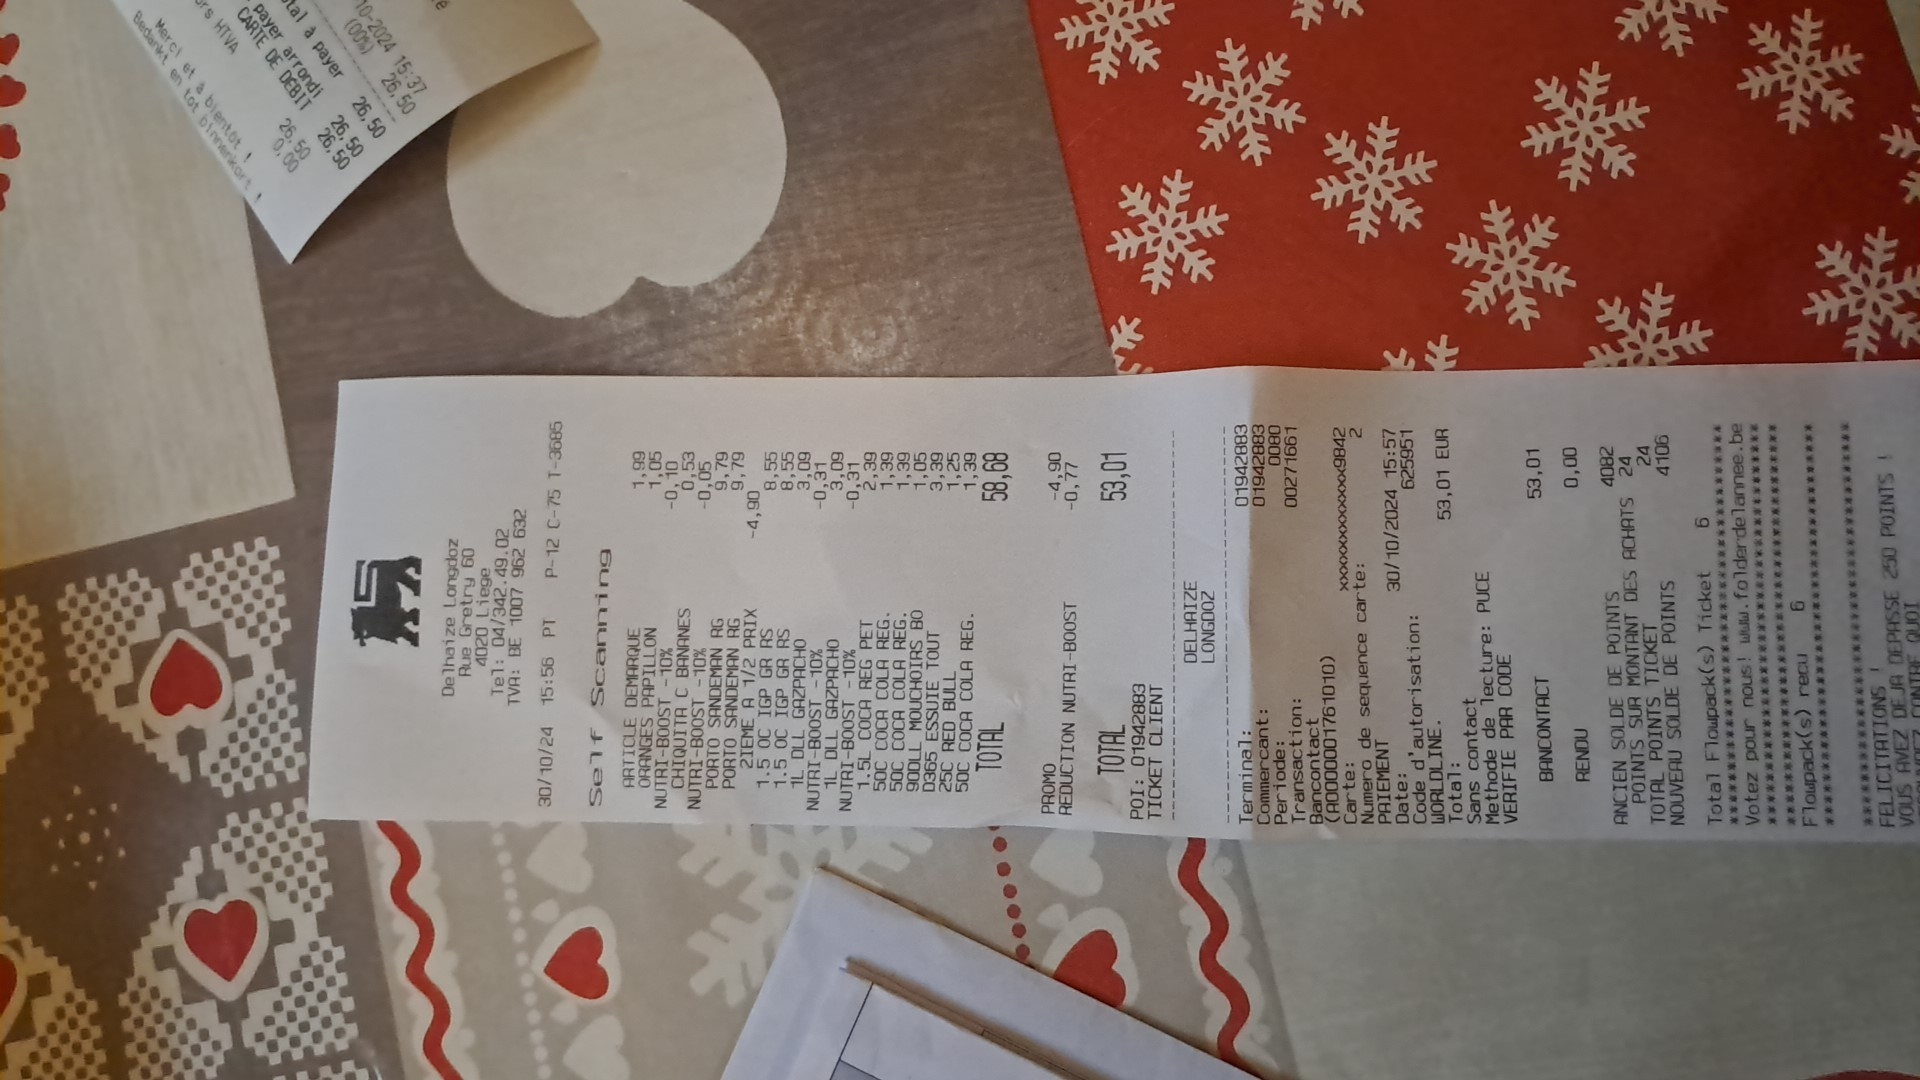 10-2024 15:37
(00%) 26,50
à payer 26,50
payer arrondi 26,50
CARTE DE DÉBIT 26,50
26,50
HTVA 0,00
Merci et à bientot !
Bedankt en tot binnenkort !
Delhaize Longdoz
Rue Gretry 60
4020 Liege
Tel: 04/342.49.02
TVA: BE 1007 962 632
30/10/24 15:56 PT P-12 C-75 T-3685
Self Scanning
ARTICLE DEMARQUE 1,99
ORANGES PAPILLON 1,05
NUTRI-BOOST -10% -0,10
CHIQUITA C BANANES 0,53
NUTRI-BOOST -10% -0,05
PORTO SANDEMAN RG 9,79
PORTO SANDEMAN RG 9,79
2IEME A 1/2 PRIX -4,90
1.5 OC IGP GR RS 8,55
1.5 OC IGP GR RS 8,55
1L DLL GAZPACHO 3,09
NUTRI-BOOST -10% -0,31
1L DLL GAZPACHO 3,09
NUTRI-BOOST -10% -0,31
1.5L COCA REG PET 2,39
50C COCA COLA REG. 1,39
50C COCA COLA REG. 1,39
900LL MOUCHOIRS BO 1,05
D365 ESSUIE TOUT 3,39
25C RED BULL 1,25
50C COCA COLA REG. 1,39
TOTAL 58,68
PROMO -4,90
REDUCTION NUTRI-BOOST -0,77
TOTAL 53,01
POI: 01942883
TICKET CLIENT
DELHAIZE
LONGDOZ
Terminal: 01942883
Commercant: 01942883
Periode: 0080
Transaction: 00271661
Bancontact
(A0000001761010)
Carte: xxxxxxxxxxxxx9842
Numero de sequence carte: 2
PAIEMENT
Date: 30/10/2024 15:57
Code d'autorisation: 625951
WORLDLINE.
Total: 53,01 EUR
Sans contact
Methode de lecture: PUCE
VERIFIE PAR CODE
BANCONTACT 53,01
RENDU 0,00
ANCIEN SOLDE DE POINTS 4082
POINTS SUR MONTANT DES ACHATS 24
TOTAL POINTS TICKET 24
NOUVEAU SOLDE DE POINTS 4106
Total Flowpack(s) Ticket 6
Votez pour nous! www.folderdelannee.be
Flowpack(s) recu 6
FELICITATIONS !
VOUS AVEZ DEJA DEPASSE 250 POINTS !